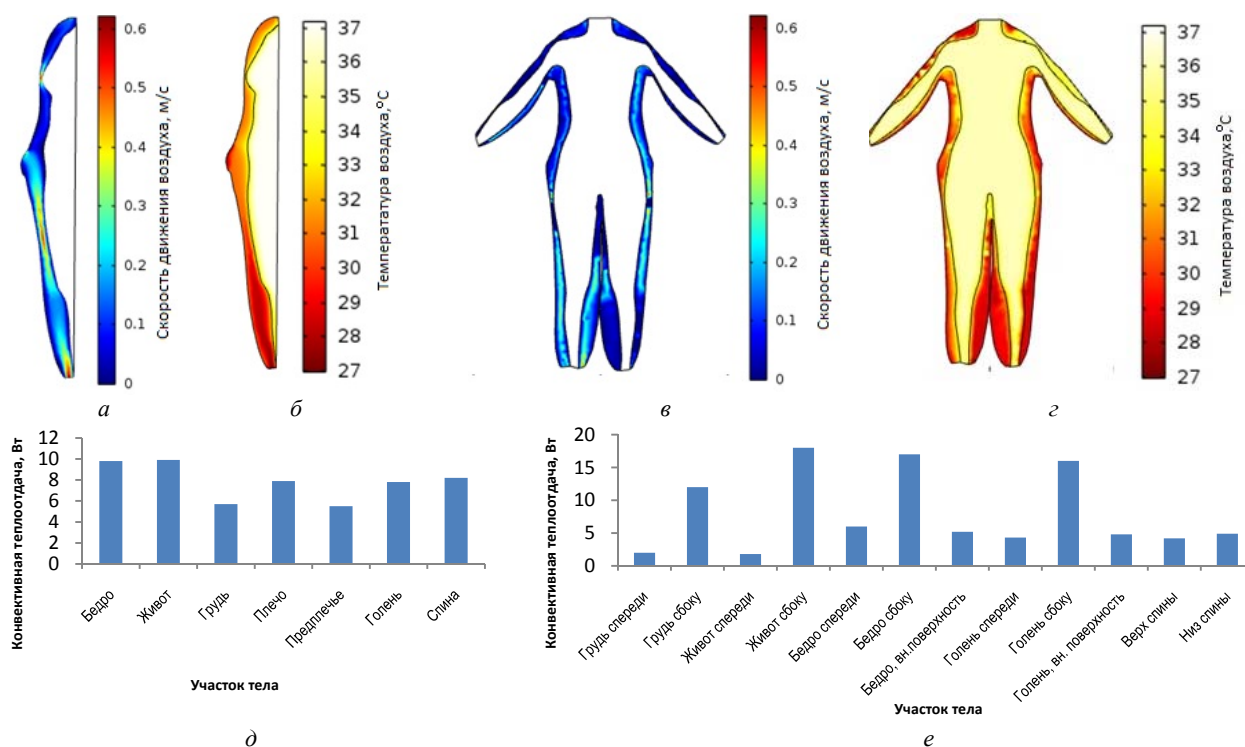 0.6
0.5
0.4
0.3
0.2
0.1
0
Скорость движения воздуха, м/с
37
36
35
34
33
32
31
30
29
28
27
Температатура воздуха,°С
0.6
0.5
0.4
0.3
0.2
0.1
0
Скорость движения воздуха, м/с
37
36
35
34
33
32
31
30
29
28
27
Температура воздуха,°С
а
б
в
г
Конвективная теплоотдача, Вт
12
10
8
6
4
2
0
Бедро
Живот
Грудь
Плечо
Предплечье
Голень
Спина
Участок тела
д
Конвективная теплоотдача, Вт
20
15
10
5
0
Грудь спереди
Грудь сбоку
Живот спереди
Живот сбоку
Бедро спереди
Бедро сбоку
Бедро, вн.поверхность
Голень спереди
Голень сбоку
Голень, вн. поверхность
Верх спины
Низ спины
Участок тела
е